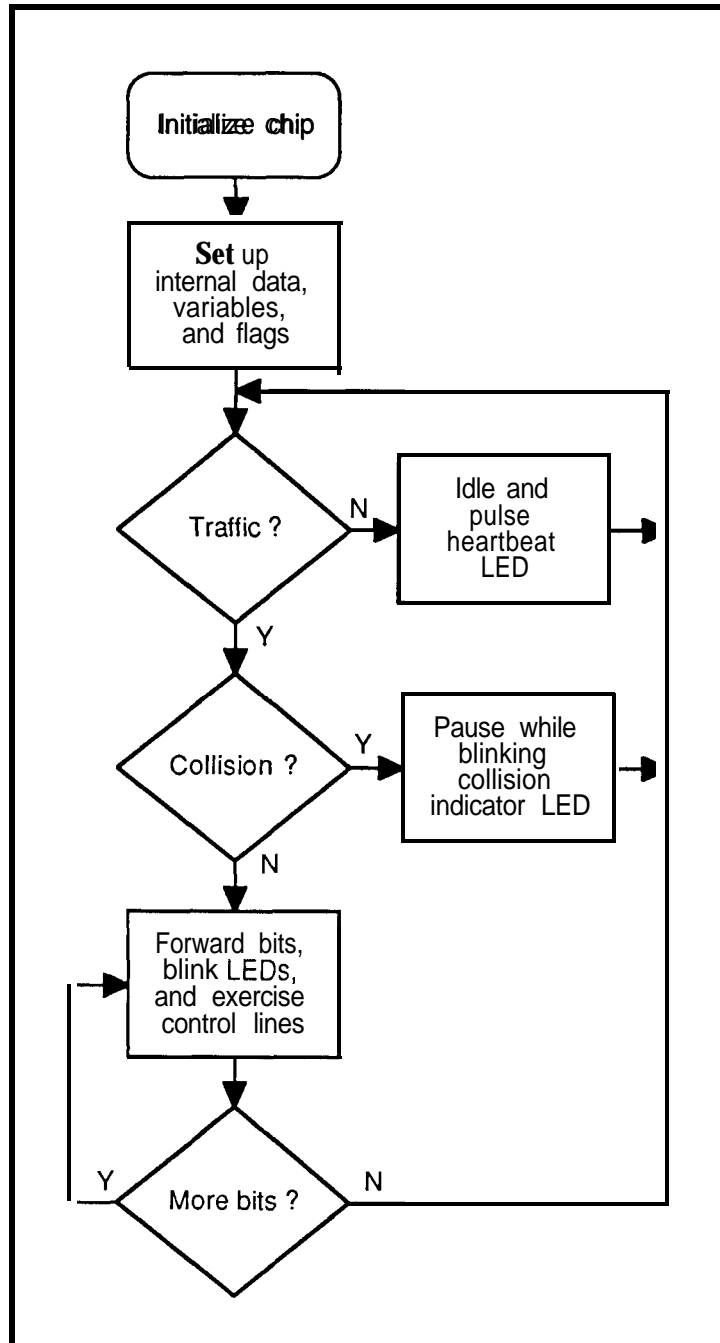 Initialize chip
Set up
internal data,
variables,
and flags
Traffic ?
N
Idle and
pulse
heartbeat
LED
Y
Collision ?
Y
Pause while
blinking
collision
indicator LED
N
Forward bits,
blink LEDs,
and exercise
control lines
Y
More bits ?
N